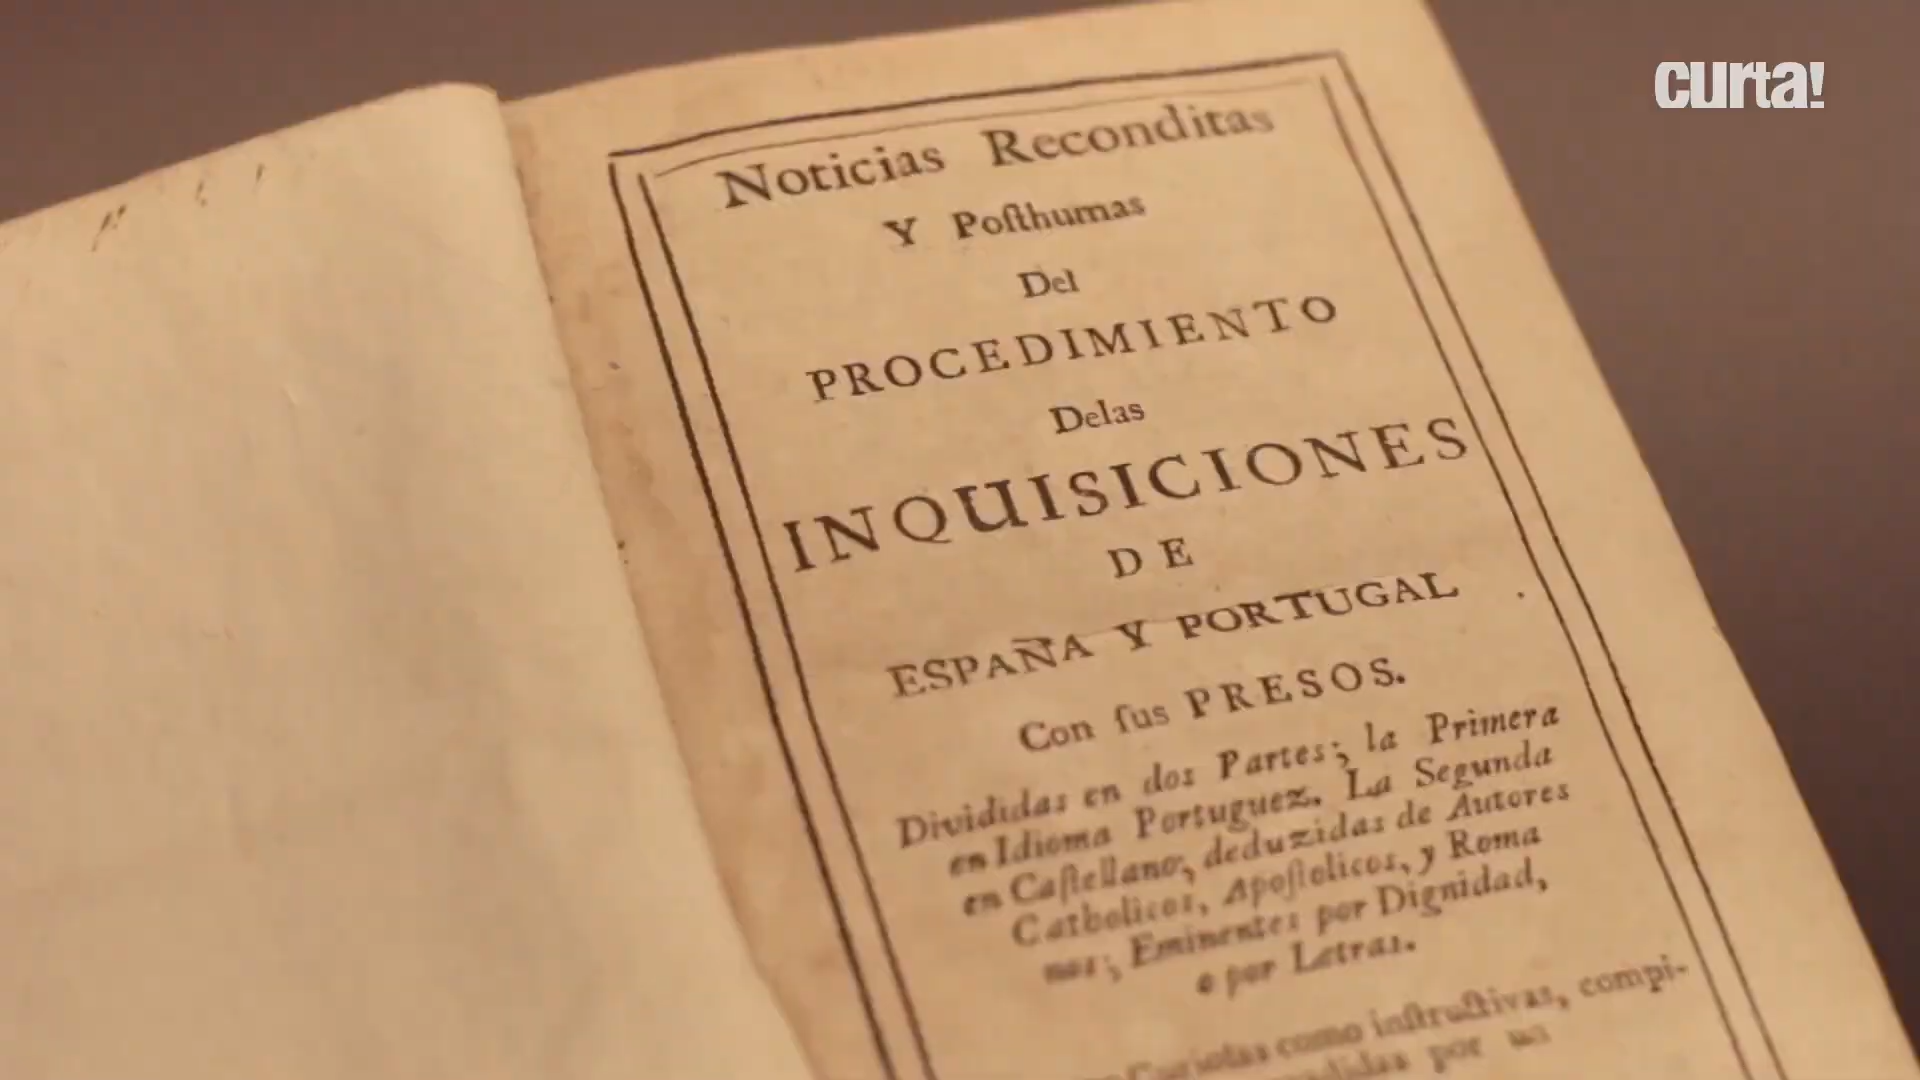 curta!
Noticias Reconditas
Y Poſthumas
Del
PROCEDIMIENTO
Delas
INQUISICIONES
DE
ESPAÑA Y PORTUGAL
Con ſus PRESOS.
Divididas en dos Partes; la Primera
en Idioma Portuguez. La Segunda
en Caſtellano, deduzidas de Autores
Catholicos, Apoſtolicos, y Roma
nos; Eminentes por Dignidad,
o por Letras.
Curioſas como inſtructivas, compi-
por un